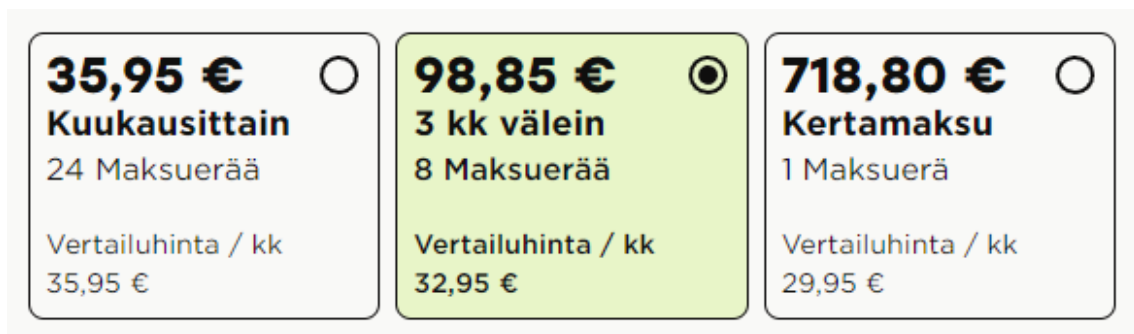 35,95 €
Kuukausittain
24 Maksuerää
Vertailuhinta / kk
35,95 €
98,85 €
3 kk välein
8 Maksuerää
Vertailuhinta / kk
32,95 €
718,80 €
Kertamaksu
1 Maksuerä
Vertailuhinta / kk
29,95 €